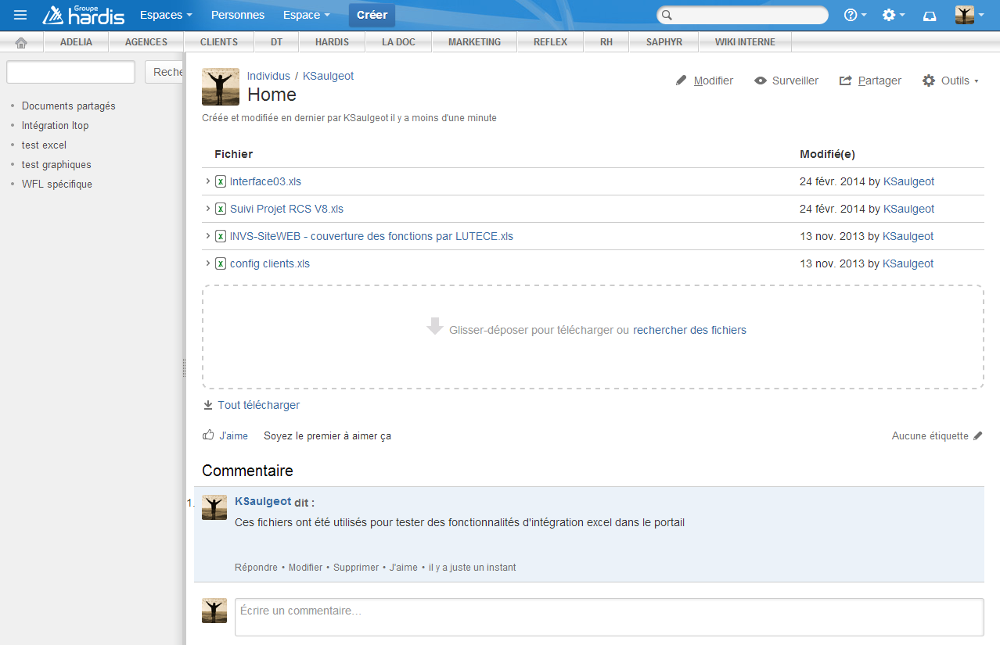 Groupe
hardis
Espaces Personnes Espace Créer
ADELIA AGENCES CLIENTS DT HARDIS LA DOC MARKETING REFLEX RH SAPHYR WIKI INTERNE
Reche
Documents partagés
Intégration Itop
test excel
test graphiques
WFL spécifique
Individus / KSaulgeot
Home
Modifier Surveiller Partager Outils
Créée et modifiée en dernier par KSaulgeot il y a moins d'une minute
Fichier Modifié(e)
Interface03.xls 24 févr. 2014 by KSaulgeot
Suivi Projet RCS V8.xls 24 févr. 2014 by KSaulgeot
INVS-SiteWEB - couverture des fonctions par LUTECE.xls 13 nov. 2013 by KSaulgeot
config clients.xls 13 nov. 2013 by KSaulgeot
Glisser-déposer pour télécharger ou rechercher des fichiers
Tout télécharger
J'aime Soyez le premier à aimer ça Aucune étiquette
Commentaire
1. KSaulgeot dit :
Ces fichiers ont été utilisés pour tester des fonctionnalités d'intégration excel dans le portail
Répondre • Modifier • Supprimer • J'aime • il y a juste un instant
Écrire un commentaire…